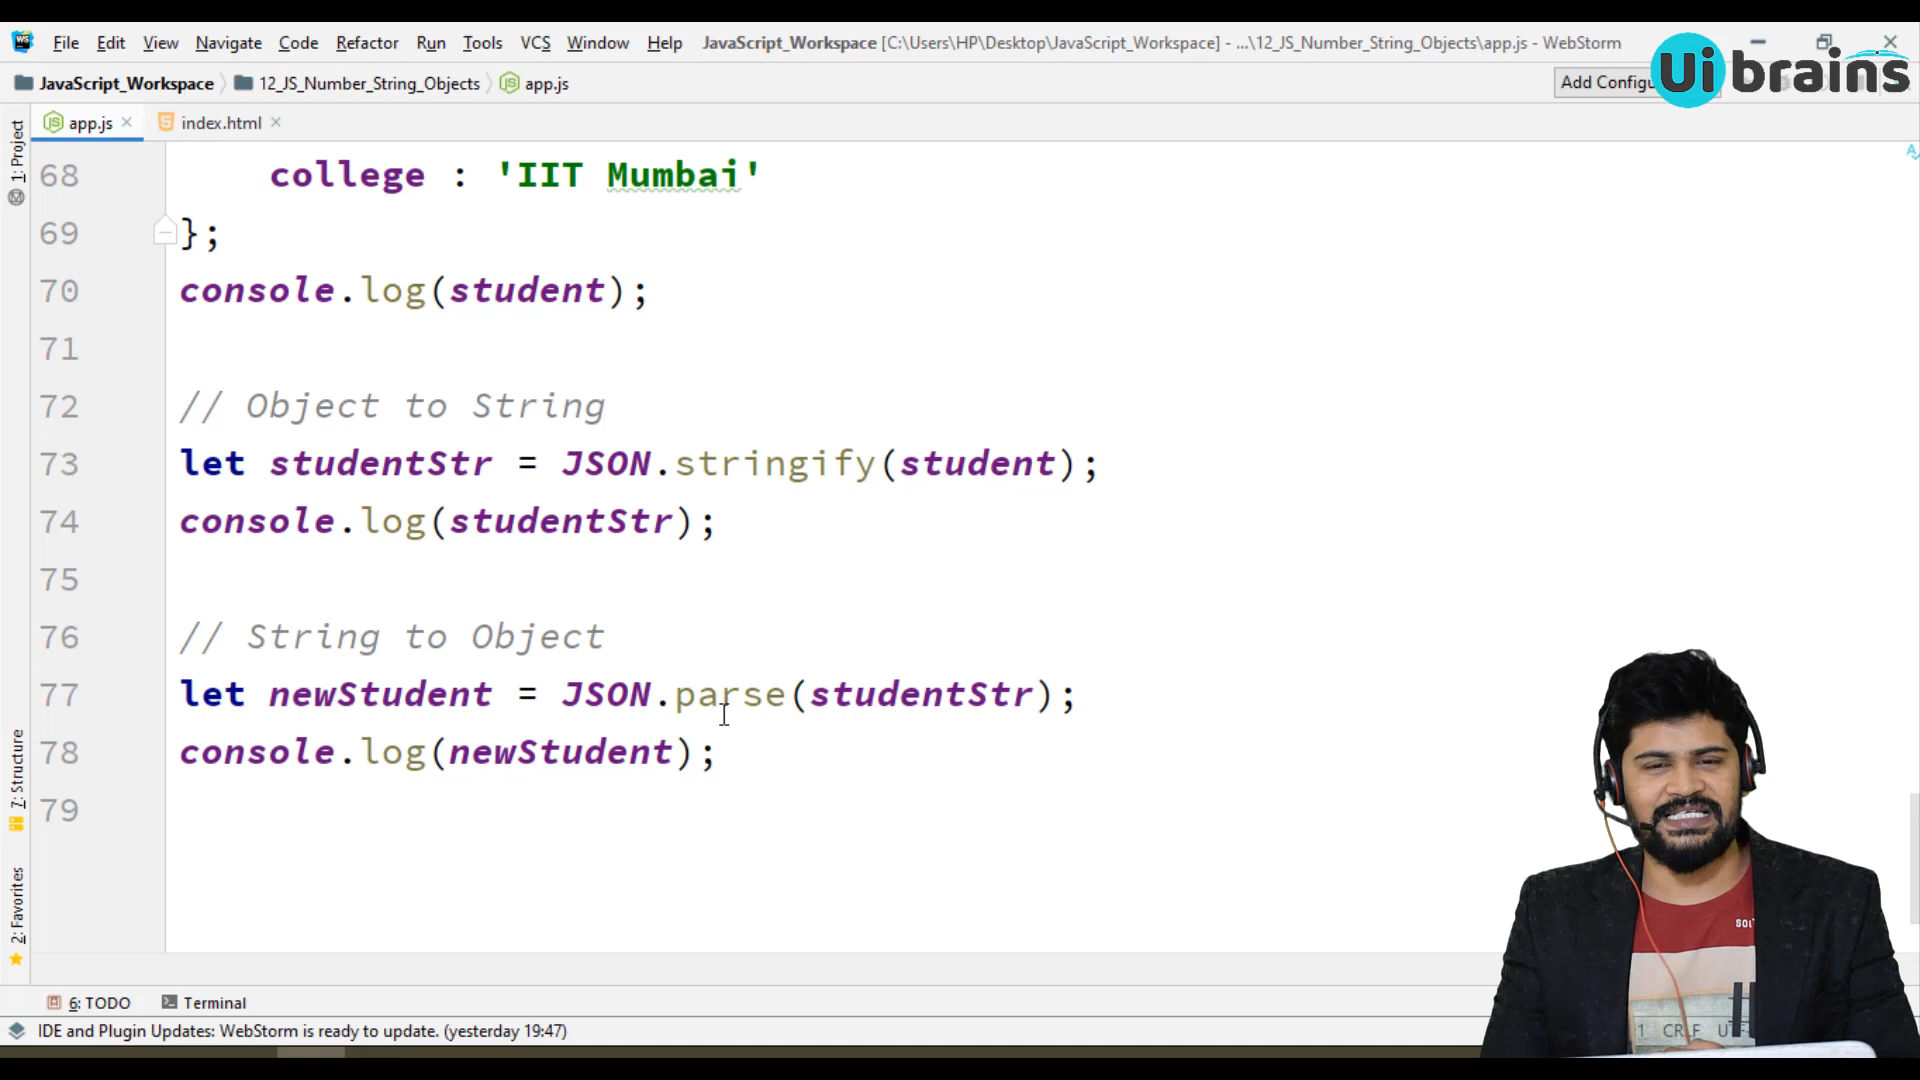 File Edit View Navigate Code Refactor Run Tools VCS Window Help JavaScript_Workspace [C:\Users\HP\Desktop\JavaScript_Workspace] - ...\12_JS_Number_String_Objects\app.js - WebStorm
JavaScript_Workspace 12_JS_Number_String_Objects app.js
Add Configu
Ui brains
app.js index.html
1: Project
7: Structure
2: Favorites
68 college : 'IIT Mumbai'
69 };
70 console.log(student);
71
72 // Object to String
73 let studentStr = JSON.stringify(student);
74 console.log(studentStr);
75
76 // String to Object
77 let newStudent = JSON.parse(studentStr);
78 console.log(newStudent);
79
6: TODO Terminal
IDE and Plugin Updates: WebStorm is ready to update. (yesterday 19:47)
CRLF